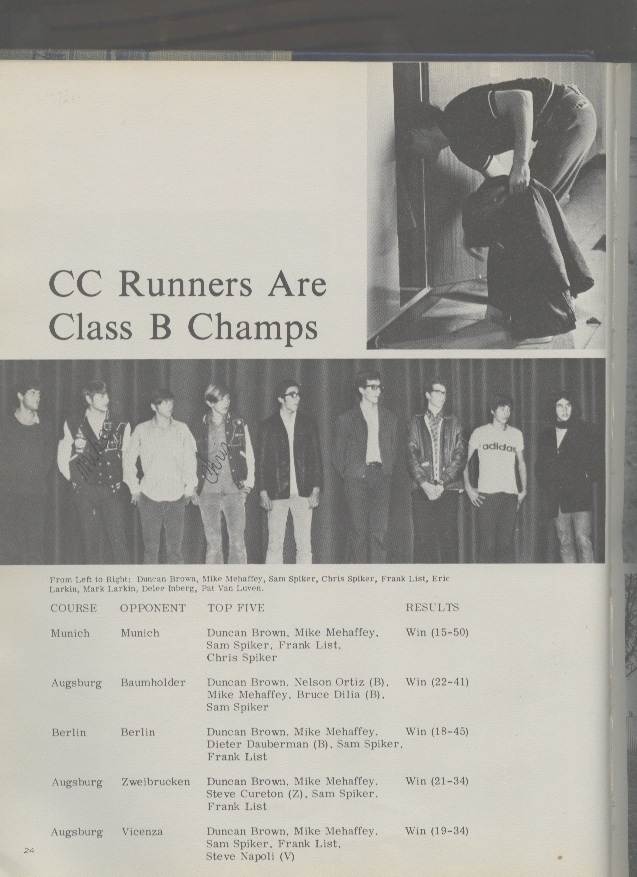 CC Runners Are
Class B Champs
Mike
Chris
adidas
From Left to Right: Duncan Brown, Mike Mehaffey, Sam Spiker, Chris Spiker, Frank List, Eric
Larkin, Mark Larkin, Delee Inberg, Pat Van Loven.
COURSE OPPONENT TOP FIVE RESULTS
Munich Munich Duncan Brown, Mike Mehaffey, Win (15-50)
Sam Spiker, Frank List,
Chris Spiker
Augsburg Baumholder Duncan Brown, Nelson Ortiz (B), Win (22-41)
Mike Mehaffey, Bruce Dilia (B),
Sam Spiker
Berlin Berlin Duncan Brown, Mike Mehaffey, Win (18-45)
Dieter Dauberman (B), Sam Spiker,
Frank List
Augsburg Zweibrucken Duncan Brown, Mike Mehaffey, Win (21-34)
Steve Cureton (Z), Sam Spiker,
Frank List
Augsburg Vicenza Duncan Brown, Mike Mehaffey, Win (19-34)
Sam Spiker, Frank List,
Steve Napoli (V)
24